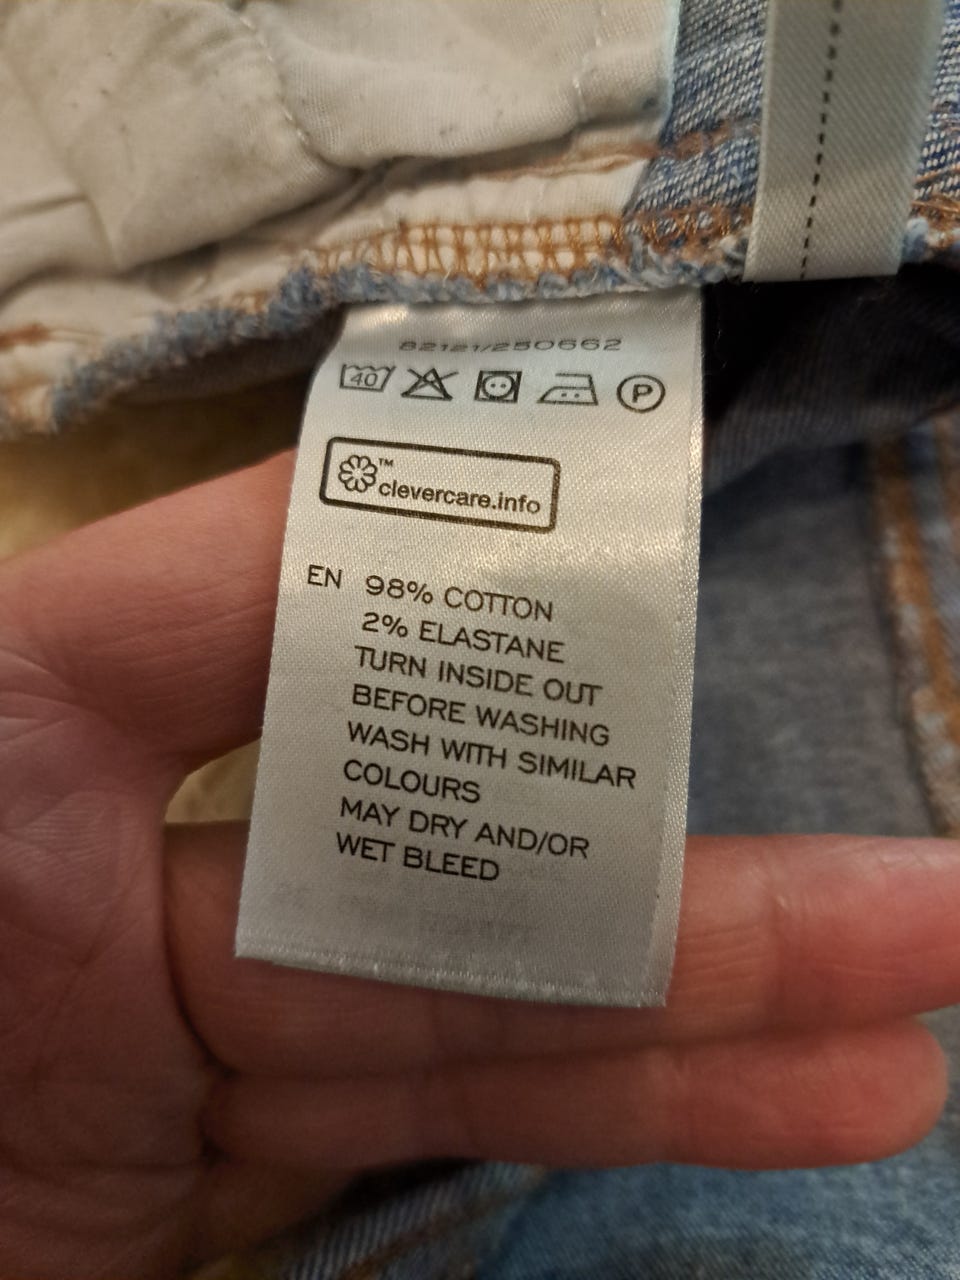 82121/250662
40 P
™
clevercare.info
EN 98% COTTON
2% ELASTANE
TURN INSIDE OUT
BEFORE WASHING
WASH WITH SIMILAR
COLOURS
MAY DRY AND/OR
WET BLEED